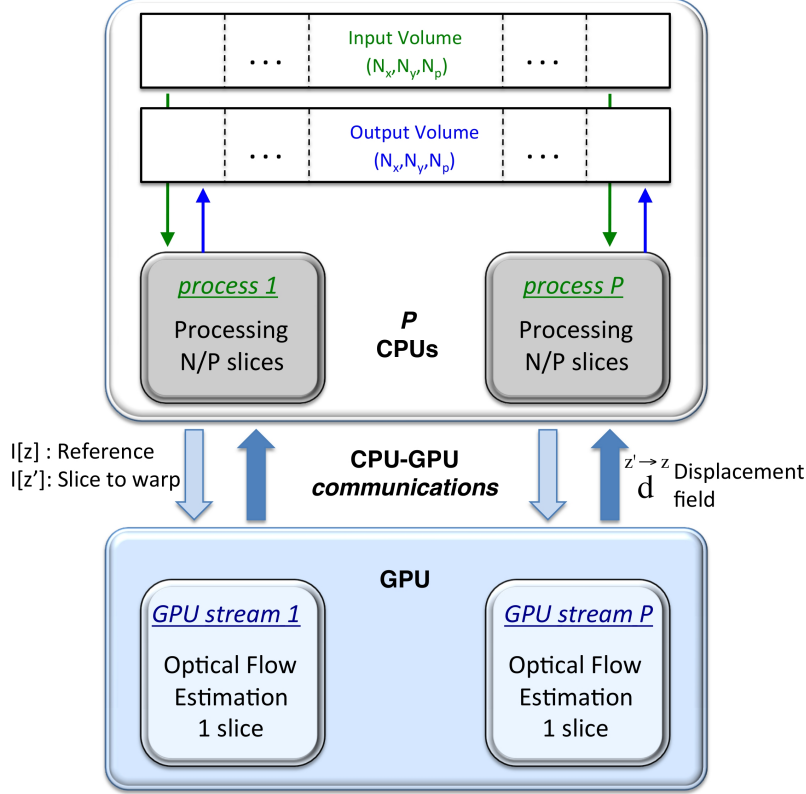 ... Input Volume ...
(Nx,Ny,Np)
... Output Volume ...
(Nx,Ny,Np)
process 1
Processing
N/P slices
P
CPUs
process P
Processing
N/P slices
I[z] : Reference
I[z']: Slice to warp
CPU-GPU
communications
z'→z
d
Displacement
field
GPU
GPU stream 1
Optical Flow
Estimation
1 slice
GPU stream P
Optical Flow
Estimation
1 slice